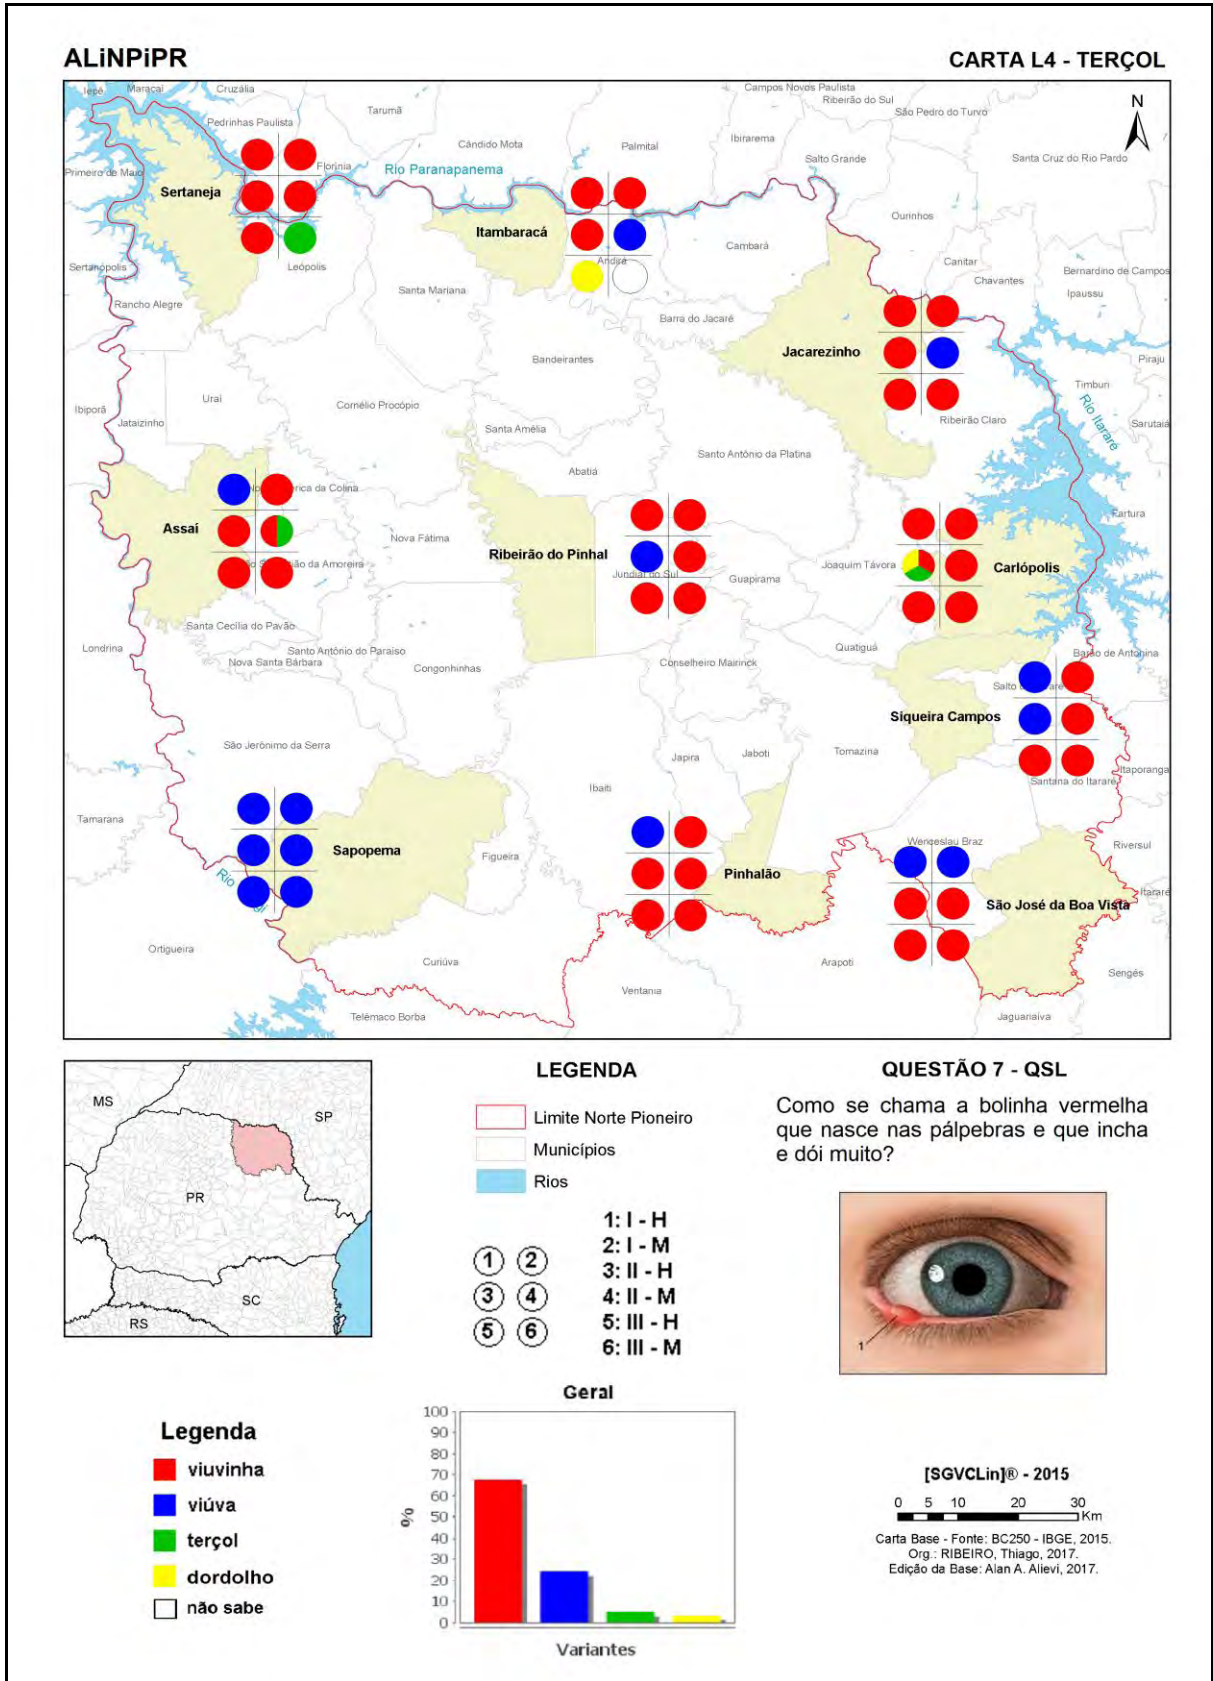 ALiNPiPR
CARTA L4 - TERÇOL
Iepê
Maracaí
Cruzália
Campos Novos Paulista
Ribeirão do Sul
Tarumã
São Pedro do Turvo
N
Pedrinhas Paulista
Cândido Mota
Palmital
Ibirarema
Salto Grande
Santa Cruz do Rio Pardo
Primeiro de Maio
Florínia
Rio Paranapanema
Sertaneja
Itambaracá
Ourinhos
Cambará
Andirá
Canitar
Chavantes
Bernardino de Campos
Ipaussu
Sertanópolis
Leópolis
Santa Mariana
Rancho Alegre
Barra do Jacaré
Jacarezinho
Bandeirantes
Piraju
Timburi
Rio Itararé
Sarutaiá
Uraí
Ibiporã
Jataizinho
Cornélio Procópio
Santa Amélia
Ribeirão Claro
Santo Antônio da Platina
Abatiá
Assaí
Nova Fátima
Ribeirão do Pinhal
Jundiaí do Sul
Guapirama
Joaquim Távora
Carlópolis
Fartura
Santa Cecília do Pavão
Santo Antônio do Paraíso
Nova Santa Bárbara
Congonhinhas
Londrina
Conselheiro Mairinck
Quatiguá
Barão de Antonina
Siqueira Campos
São Jerônimo da Serra
Japira
Jaboti
Tomazina
Itaporanga
Santana do Itararé
Ibaiti
Tamarana
Sapopema
Figueira
Pinhalão
Wenceslau Braz
Riversul
Itararé
São José da Boa Vista
Rio
Ortigueira
Curiúva
Arapoti
Sengés
Ventania
Telêmaco Borba
Jaguariaíva
MS
SP
PR
SC
RS
LEGENDA
Limite Norte Pioneiro
Municípios
Rios
1 2
3 4
5 6
1: I - H
2: I - M
3: II - H
4: II - M
5: III - H
6: III - M
QUESTÃO 7 - QSL
Como se chama a bolinha vermelha
que nasce nas pálpebras e que incha
e dói muito?
1
Legenda
viuvinha
viúva
terçol
dordolho
não sabe
Geral
100
90
80
70
60
50
40
30
20
10
0
%
Variantes
[SGVCLin]® - 2015
0 5 10 20 30
Km
Carta Base - Fonte: BC250 - IBGE, 2015.
Org.: RIBEIRO, Thiago, 2017.
Edição da Base: Alan A. Alievi, 2017.